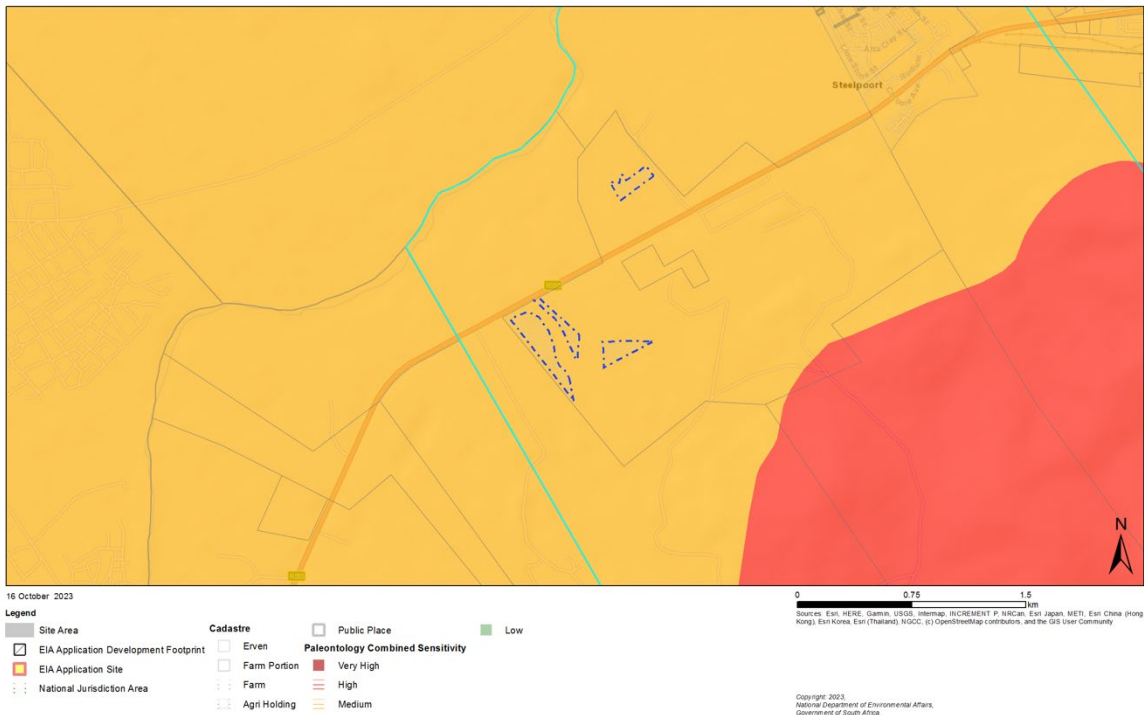 Steelpoort
N
16 October 2023
Legend
Site Area
EIA Application Development Footprint
EIA Application Site
National Jurisdiction Area
Cadastre
Erven
Farm Portion
Farm
Agri Holding
Public Place
Paleontology Combined Sensitivity
Very High
High
Medium
Low
0 0.75 1.5
km
Sources: Esri, HERE, Garmin, USGS, Intermap, INCREMENT P, NRCan, Esri Japan, METI, Esri China (Hong
Kong), Esri Korea, Esri (Thailand), NGCC, (c) OpenStreetMap contributors, and the GIS User Community
Copyright: 2023,
National Department of Environmental Affairs,
Government of South Africa.